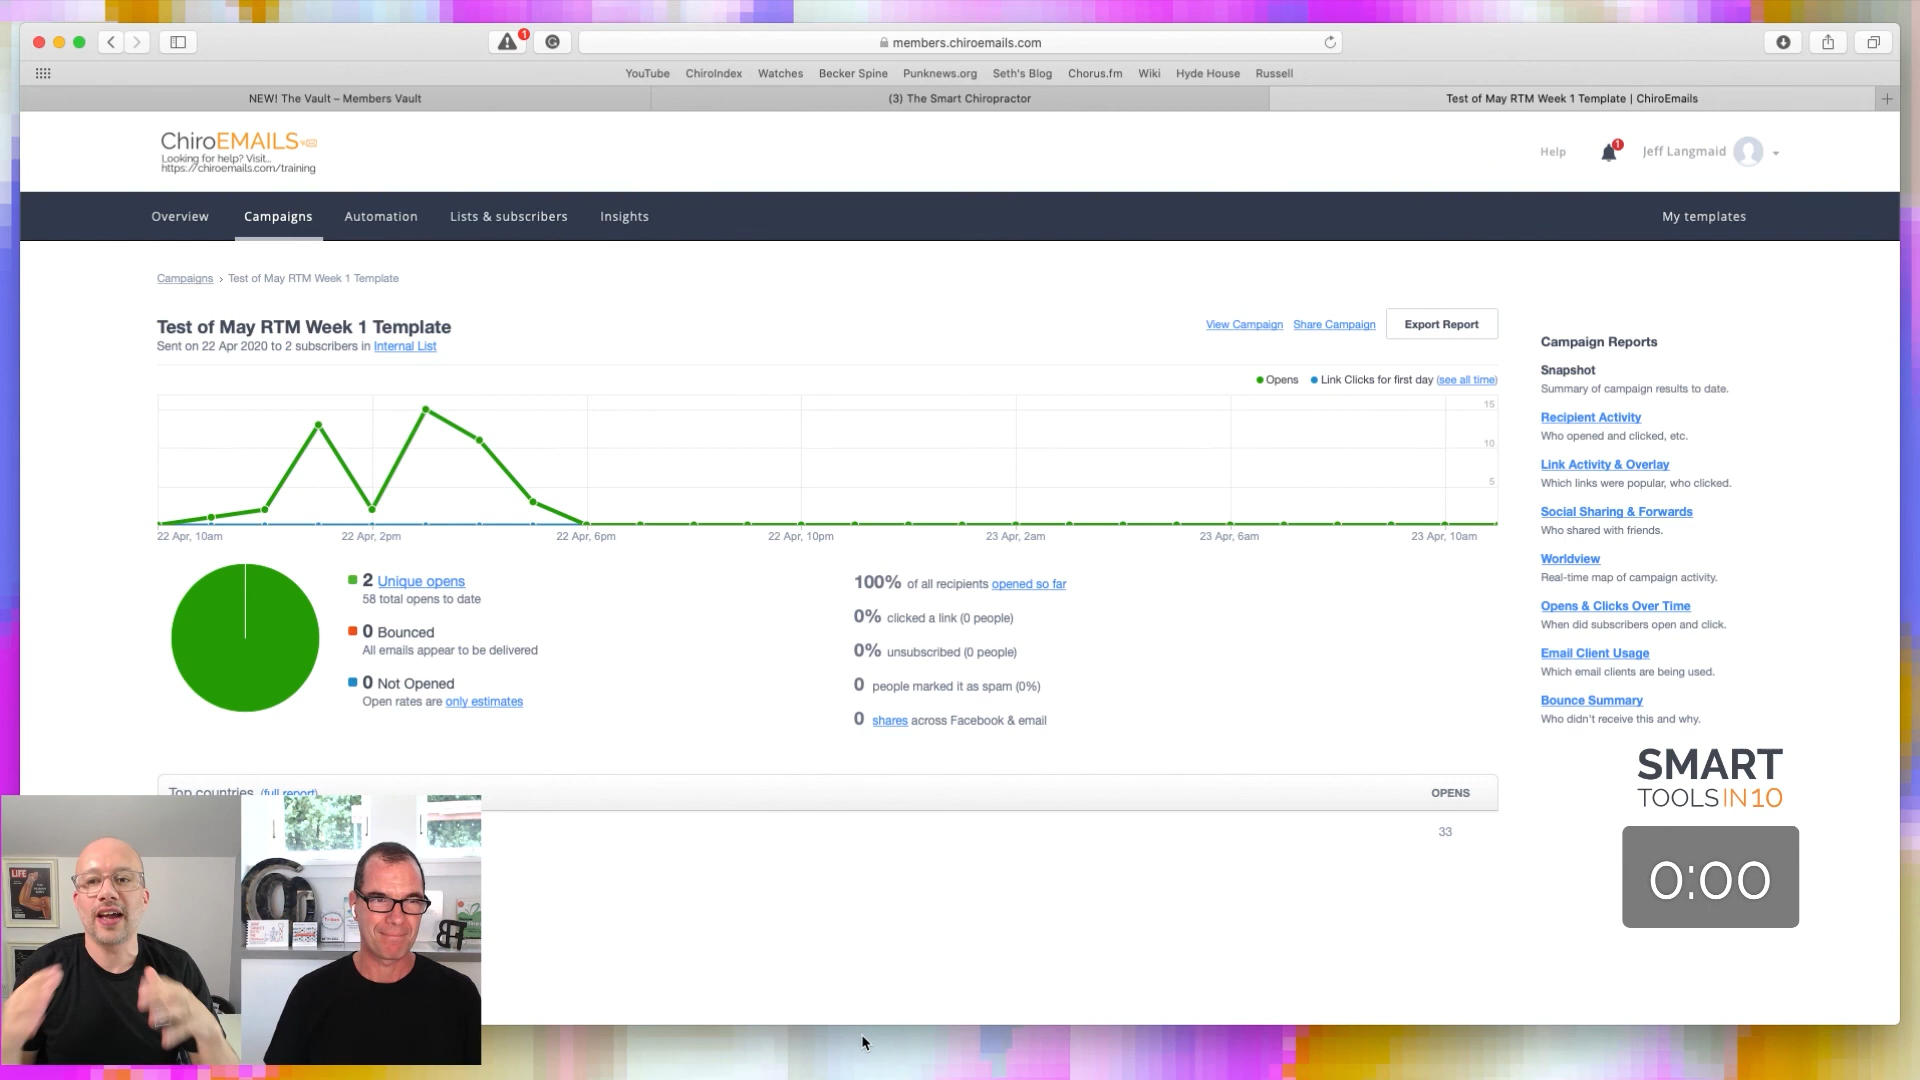 1
members.chiroemails.com
YouTube ChiroIndex Watches Becker Spine Punknews.org Seth's Blog Chorus.fm Wiki Hyde House Russell
NEW! The Vault – Members Vault
(3) The Smart Chiropractor
Test of May RTM Week 1 Template | ChiroEmails
ChiroEMAILS
Looking for help? Visit...
https://chiroemails.com/training
Help
1
Jeff Langmaid
Overview Campaigns Automation Lists & subscribers Insights My templates
Campaigns › Test of May RTM Week 1 Template
Test of May RTM Week 1 Template
Sent on 22 Apr 2020 to 2 subscribers in Internal List
View Campaign Share Campaign Export Report
Opens Link Clicks for first day (see all time)
15
10
5
22 Apr, 10am 22 Apr, 2pm 22 Apr, 6pm 22 Apr, 10pm 23 Apr, 2am 23 Apr, 6am 23 Apr, 10am
2 Unique opens
58 total opens to date
0 Bounced
All emails appear to be delivered
0 Not Opened
Open rates are only estimates
100% of all recipients opened so far
0% clicked a link (0 people)
0% unsubscribed (0 people)
0 people marked it as spam (0%)
0 shares across Facebook & email
Top countries (full report)
OPENS
33
Campaign Reports
Snapshot
Summary of campaign results to date.
Recipient Activity
Who opened and clicked, etc.
Link Activity & Overlay
Which links were popular, who clicked.
Social Sharing & Forwards
Who shared with friends.
Worldview
Real-time map of campaign activity.
Opens & Clicks Over Time
When did subscribers open and click.
Email Client Usage
Which email clients are being used.
Bounce Summary
Who didn't receive this and why.
SMART
TOOLS IN 10
0:00
LIFE